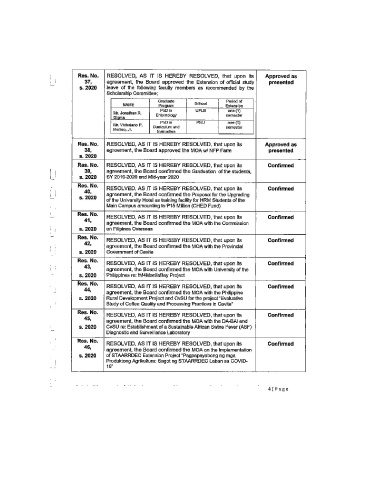 Res. No. 37, s. 2020
RESOLVED, AS IT IS HEREBY RESOLVED, that upon its
agreement, the Board approved the Extension of official study
leave of the following faculty members as recommended by the
Scholarship Committee;
Approved as presented
NAME Graduate Program School Period of Extension
Mr. Jonathan R. PhD in Entomology UPLB one (1) semester
Mr. PhD in Curriculum and Instruction one (1) semester
Res. No. 38, s. 2020
RESOLVED, AS IT IS HEREBY RESOLVED, that upon its
agreement, the Board approved the MOA w/ Farm
Approved as presented
Res. No. 39, s. 2020
RESOLVED, AS IT IS HEREBY RESOLVED, that upon its
agreement, the Board confirmed the Graduation of the students,
SY 2019-2020 and Mid-year 2020
Confirmed
Res. No. 40, s. 2020
RESOLVED, AS IT IS HEREBY RESOLVED, that upon its
agreement, the Board confirmed the Proposal for the Upgrading
of the University Hotel as training facility for HRM Students of the
Main Campus amounting to P15 Million (CHED Fund)
Confirmed
Res. No. 41, s. 2020
RESOLVED, AS IT IS HEREBY RESOLVED, that upon its
agreement, the Board confirmed the MOA with the Commission
on Filipinos Overseas
Confirmed
Res. No. 42, s. 2020
RESOLVED, AS IT IS HEREBY RESOLVED, that upon its
agreement, the Board confirmed the MOA with the Provincial
Government of Cavite
Confirmed
Res. No. 43, s. 2020
RESOLVED, AS IT IS HEREBY RESOLVED, that upon its
agreement, the Board confirmed the MOA with University of the
Philippines re: Project
Confirmed
Res. No. 44, s. 2020
RESOLVED, AS IT IS HEREBY RESOLVED, that upon its
agreement, the Board confirmed the MOA with the Philippine
Rural Development Project and CvSU for the project "Evaluative
Study of Coffee Quality and Processing Practices in Cavite"
Confirmed
Res. No. 45, s. 2020
RESOLVED, AS IT IS HEREBY RESOLVED, that upon its
agreement, the Board confirmed the MOA with the DA-BAI and
CvSU re: Establishment of a Sustainable African Swine Fever (ASF)
Diagnostic and Surveillance Laboratory
Confirmed
Res. No. 46, s. 2020
RESOLVED, AS IT IS HEREBY RESOLVED, that upon its
agreement, the Board confirmed the MOA on the Implementation
of STAARRDEC Extension Project "Pagpapayabong ng mga
Produktong Agrikultura: Sagot ng STAARRDEC Laban sa COVID-
19"
Confirmed
4 | Page